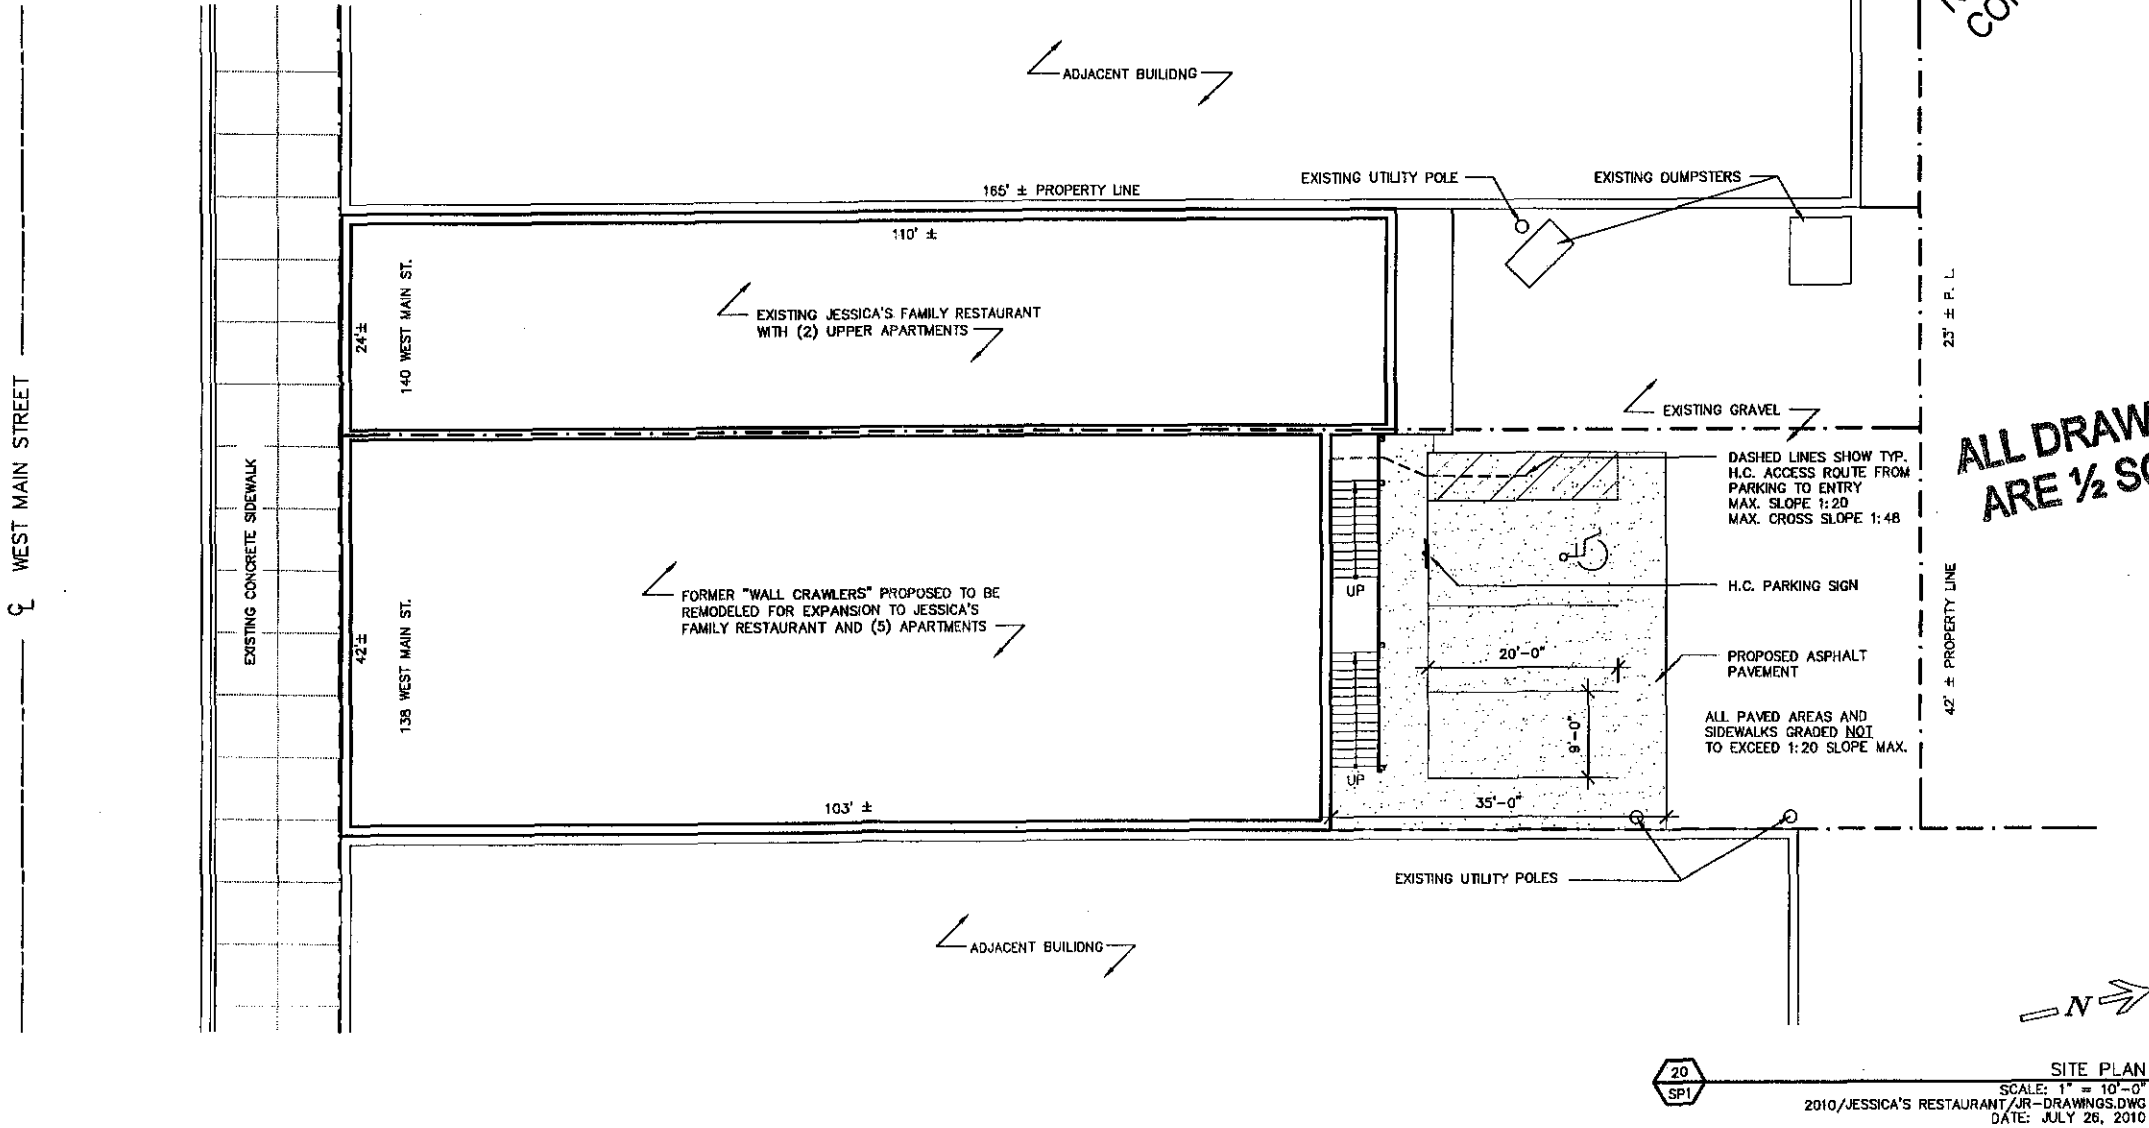 ADJACENT BUILIDNG
165' ± PROPERTY LINE
EXISTING UTILITY POLE
EXISTING DUMPSTERS
110' ±
EXISTING JESSICA'S FAMILY RESTAURANT
WITH (2) UPPER APARTMENTS
24'±
140 WEST MAIN ST.
23' ± P. L.
WEST MAIN STREET
EXISTING CONCRETE SIDEWALK
EXISTING GRAVEL
ALL DRAW
ARE ½
DASHED LINES SHOW TYP.
H.C. ACCESS ROUTE FROM
PARKING TO ENTRY
MAX. SLOPE 1:20
MAX. CROSS SLOPE 1:48
FORMER "WALL CRAWLERS" PROPOSED TO BE
REMODELED FOR EXPANSION TO JESSICA'S
FAMILY RESTAURANT AND (5) APARTMENTS
42'±
138 WEST MAIN ST.
UP
H.C. PARKING SIGN
42' ± PROPERTY LINE
20'-0"
PROPOSED ASPHALT
PAVEMENT
9'-0"
ALL PAVED AREAS AND
SIDEWALKS GRADED NOT
TO EXCEED 1:20 SLOPE MAX.
UP
103' ±
35'-0"
EXISTING UTILITY POLES
ADJACENT BUILIDNG
N
20
SP1
SITE PLAN
SCALE: 1" = 10'-0"
2010/JESSICA'S RESTAURANT/JR-DRAWINGS.DWG
DATE: JULY 26, 2010